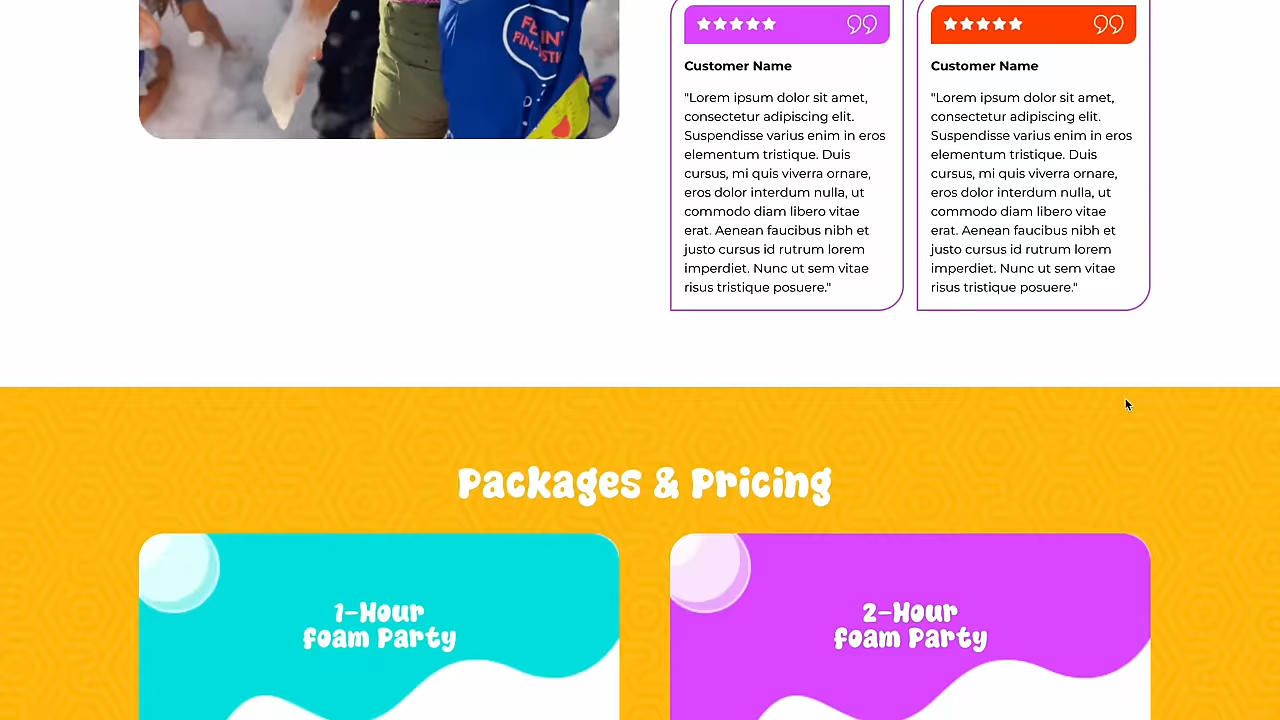 Customer Name
"Lorem ipsum dolor sit amet,
consectetur adipiscing elit.
Suspendisse varius enim in eros
elementum tristique. Duis
cursus, mi quis viverra ornare,
eros dolor interdum nulla, ut
commodo diam libero vitae
erat. Aenean faucibus nibh et
justo cursus id rutrum lorem
imperdiet. Nunc ut sem vitae
risus tristique posuere."
Customer Name
"Lorem ipsum dolor sit amet,
consectetur adipiscing elit.
Suspendisse varius enim in eros
elementum tristique. Duis
cursus, mi quis viverra ornare,
eros dolor interdum nulla, ut
commodo diam libero vitae
erat. Aenean faucibus nibh et
justo cursus id rutrum lorem
imperdiet. Nunc ut sem vitae
risus tristique posuere."
Packages & Pricing
1-Hour
foam Party
2-Hour
foam Party